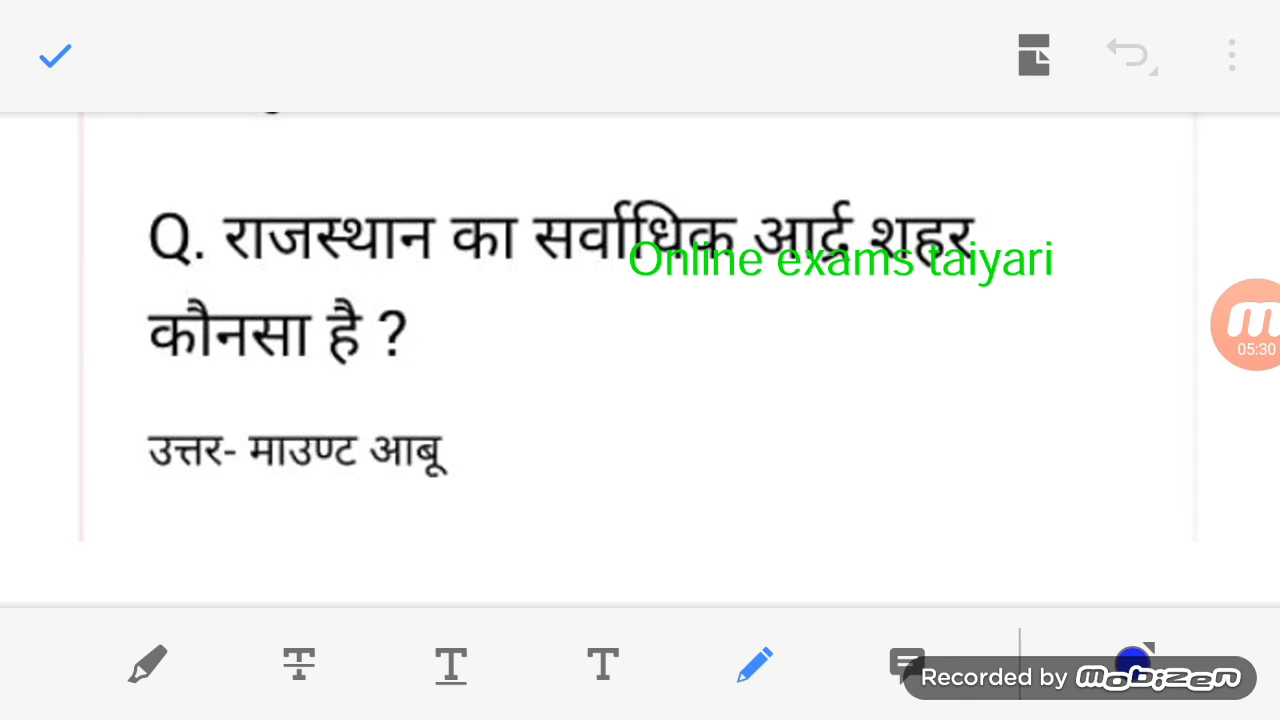 Q. राजस्थान का सर्वाधिक आर्द्र शहर
Online exams taiyari
कौनसा है ?
05:30
उत्तर- माउण्ट आबू
Recorded by mobizen